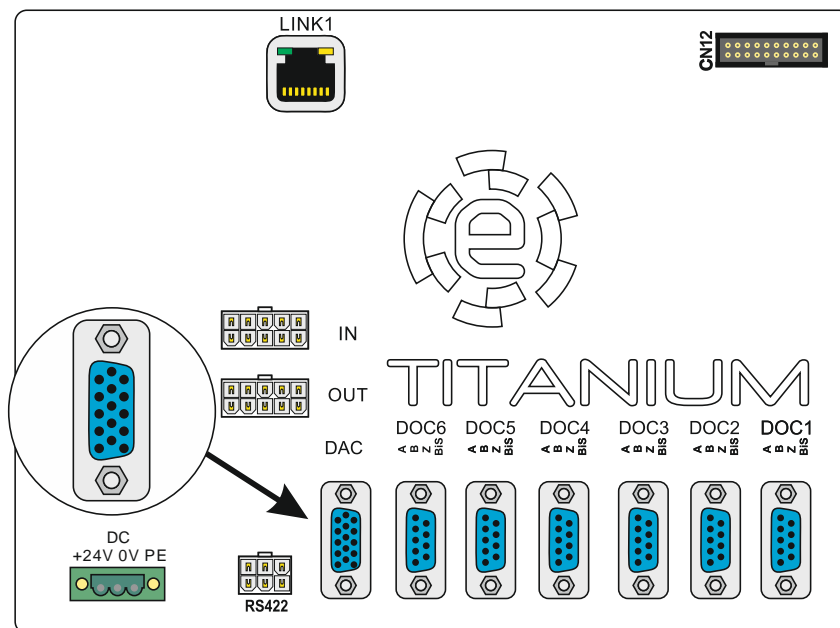 LINK1
CN12
e
IN
TITANIUM
OUT
DAC
DOC6
A B Z BiS
DOC5
A B Z BiS
DOC4
A B Z BiS
DOC3
A B Z BiS
DOC2
A B Z BiS
DOC1
A B Z BiS
DC
+24V 0V PE
RS422